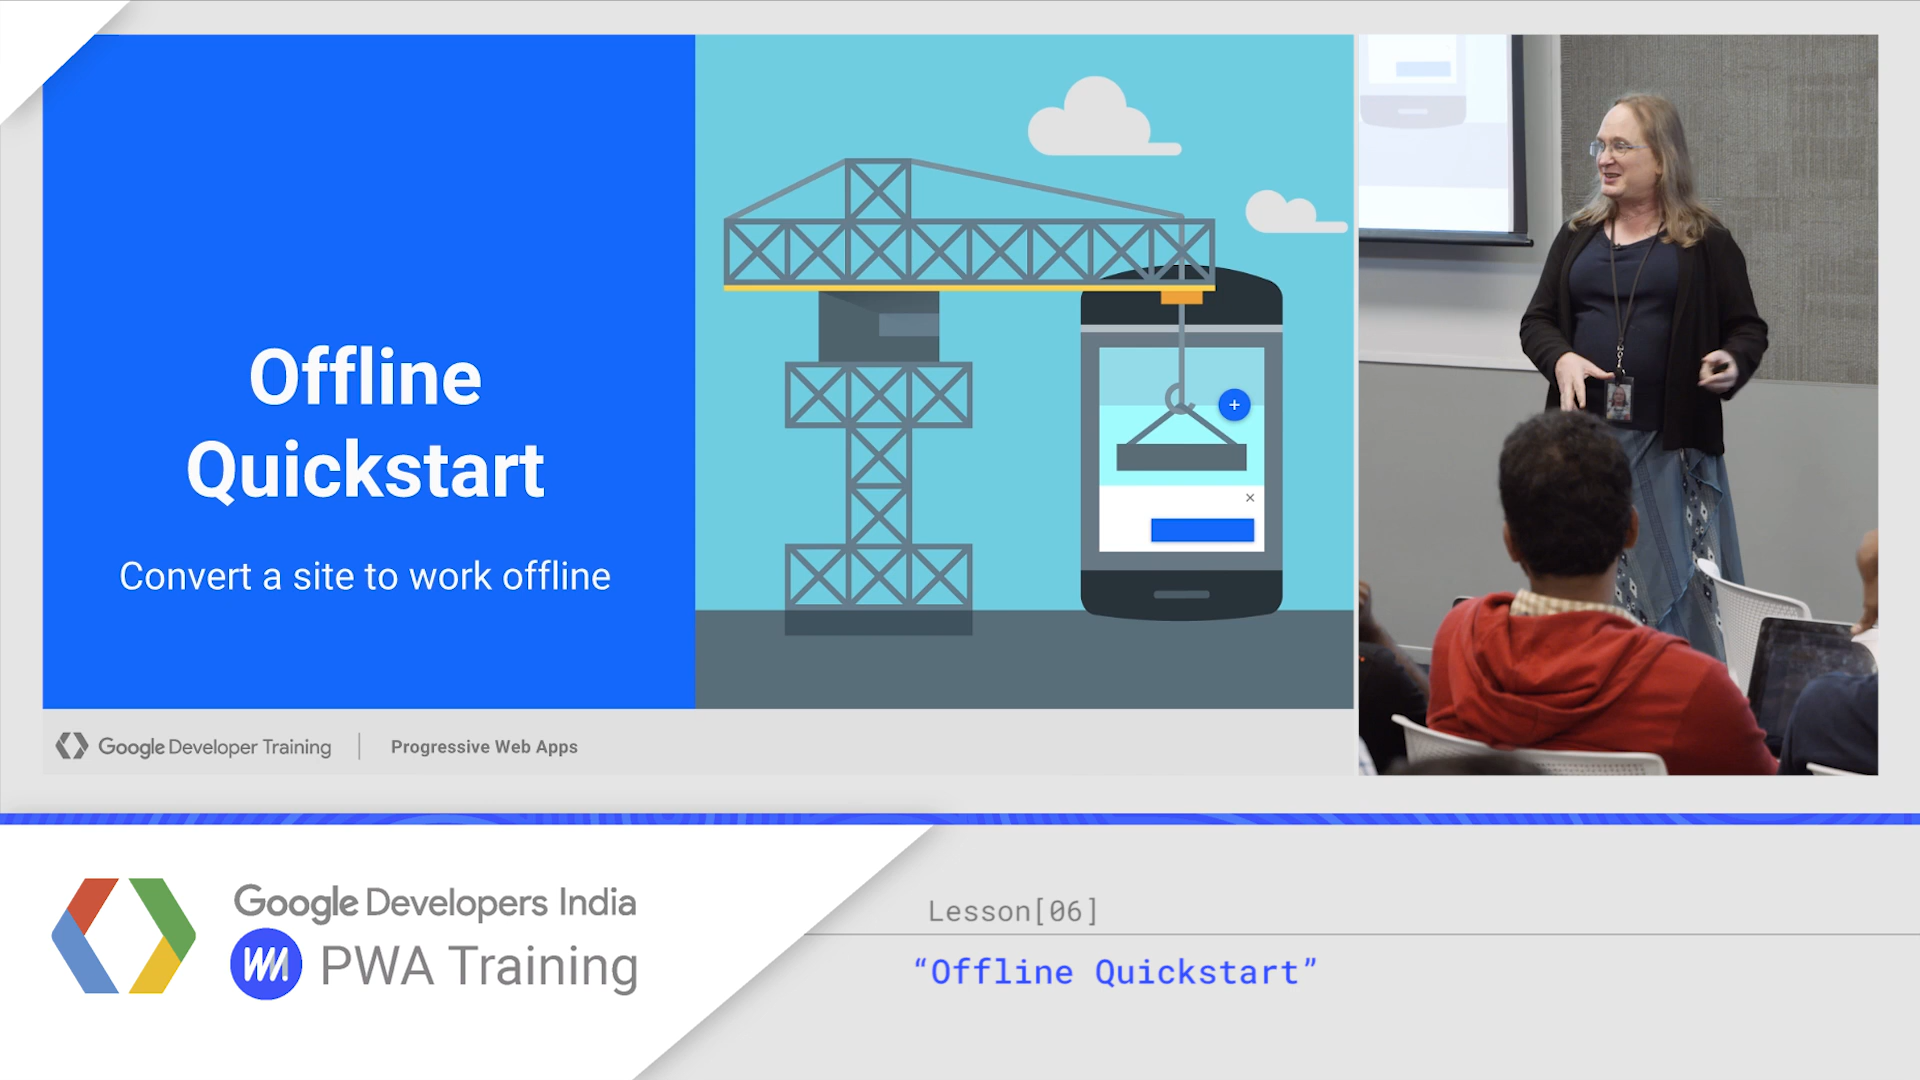 Offline
Quickstart
Convert a site to work offline
Google Developer Training
Progressive Web Apps
Google Developers India
PWA Training
Lesson[06]
“Offline Quickstart”